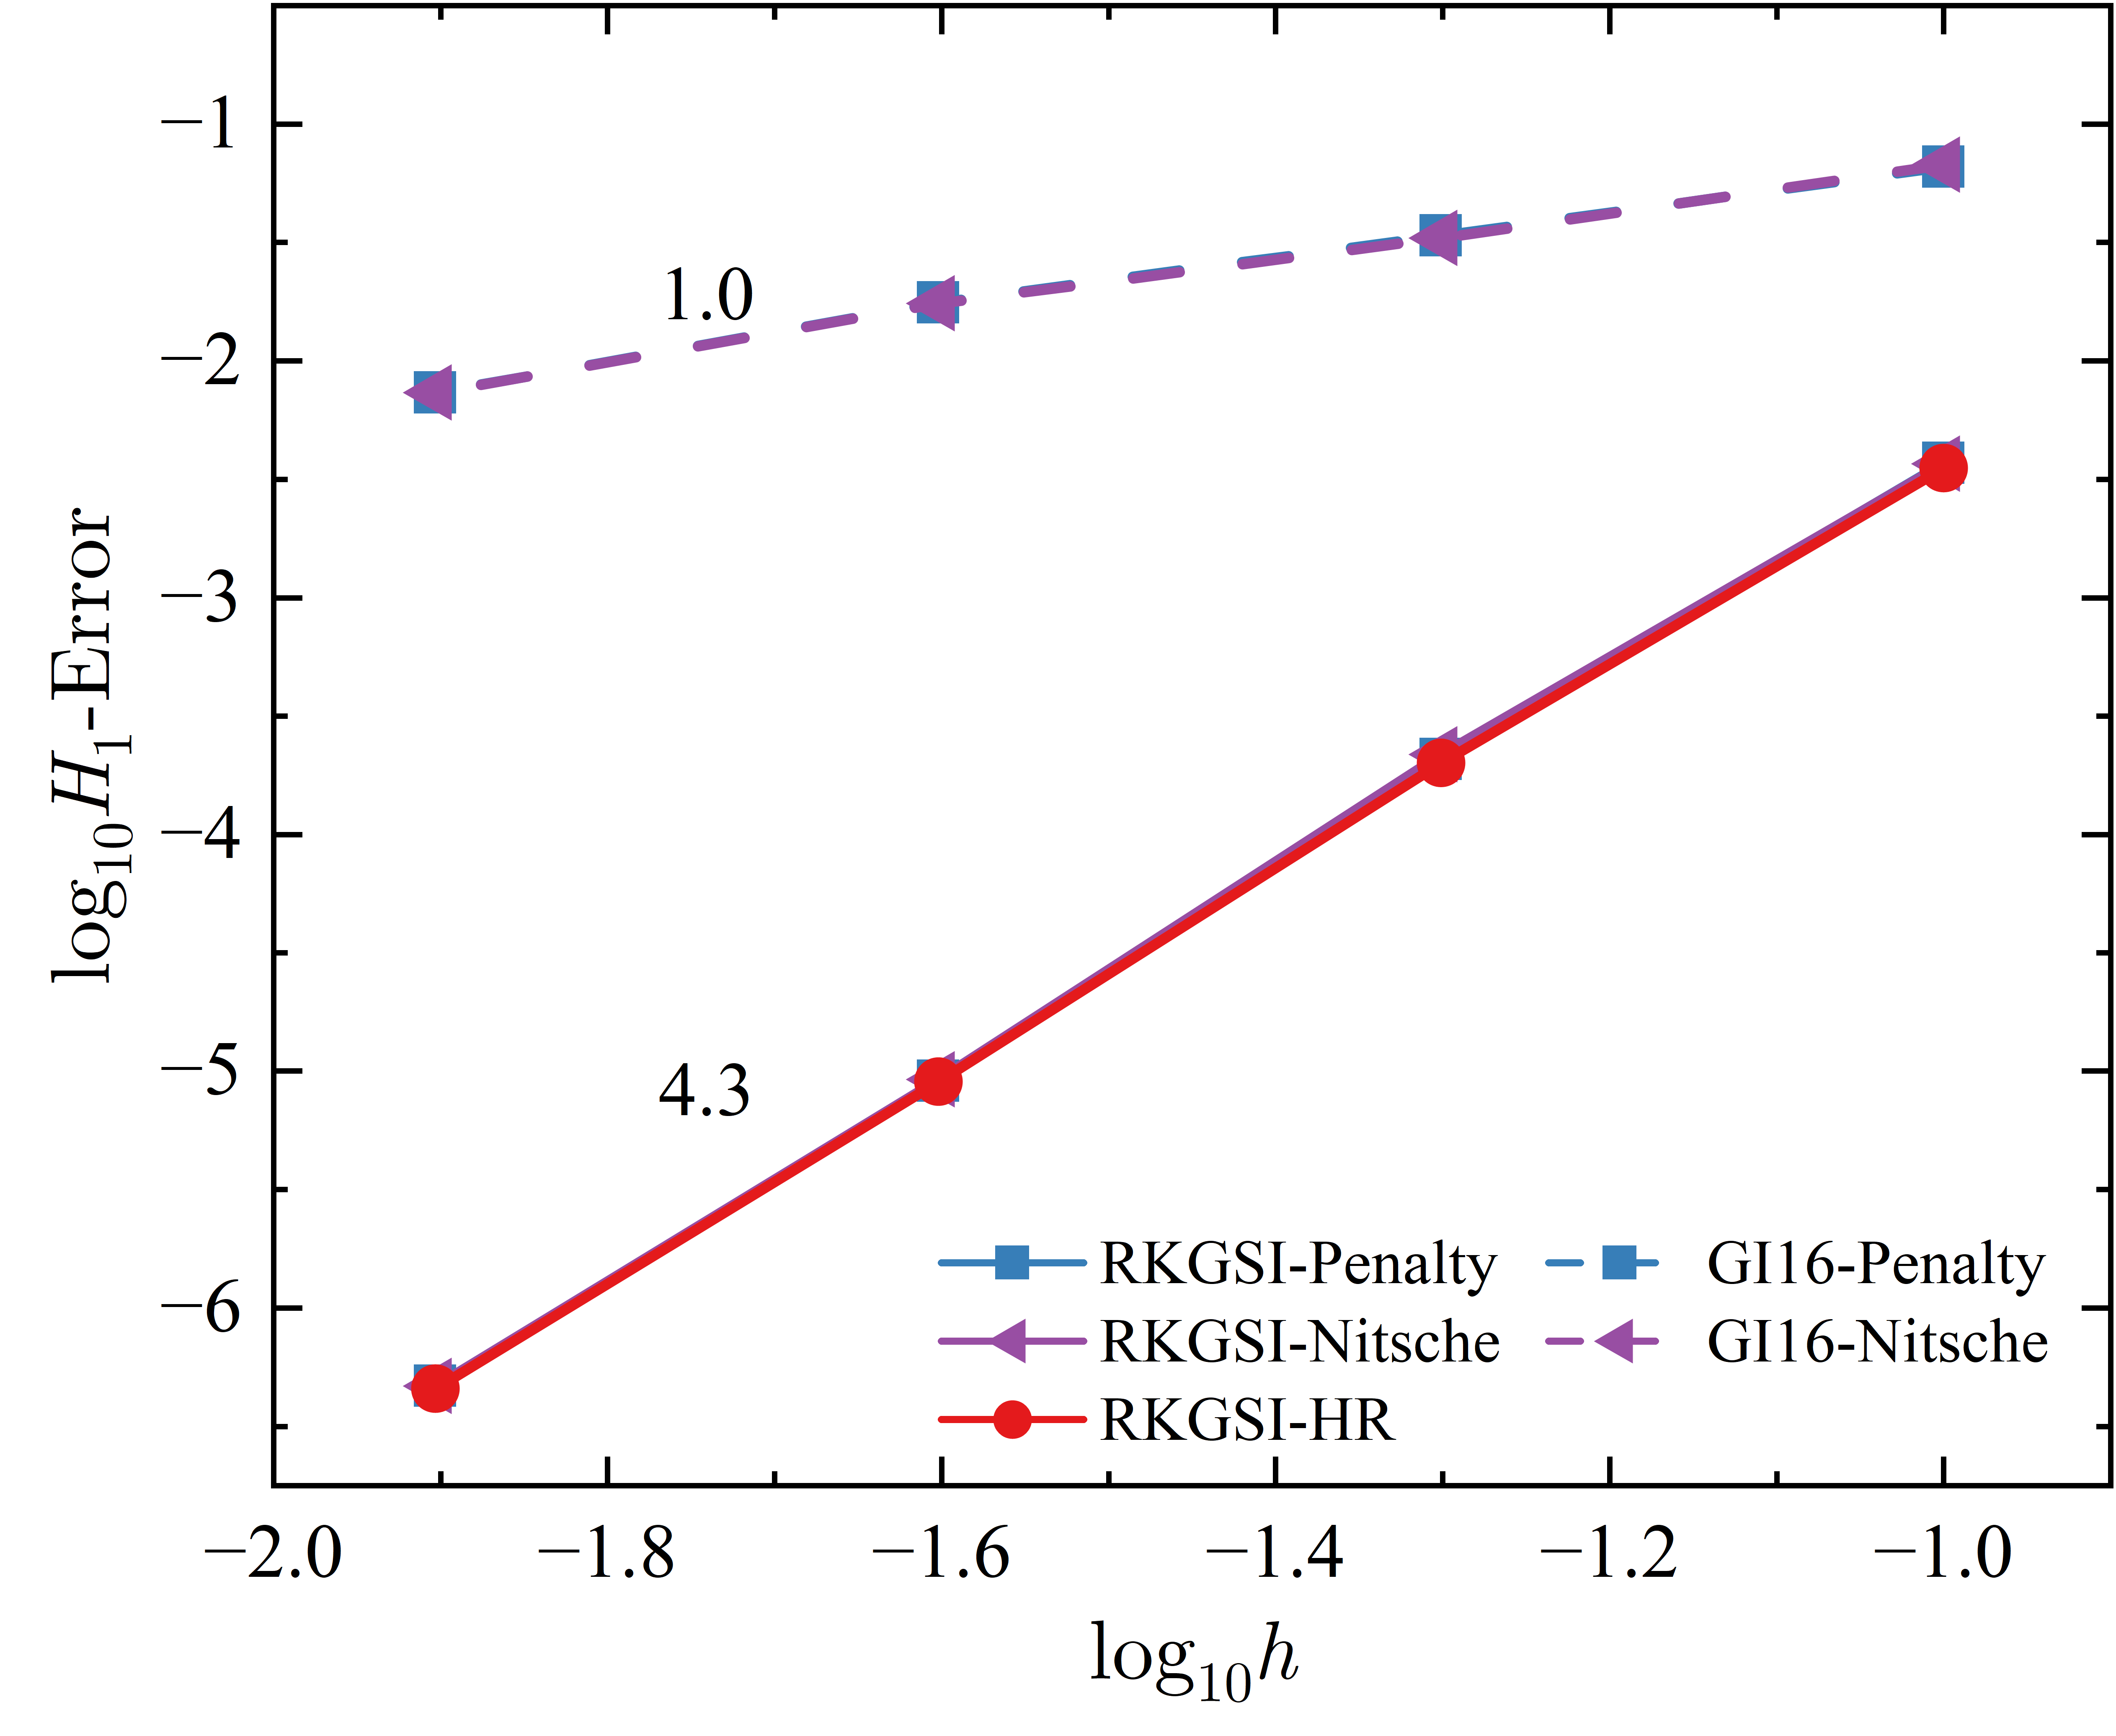 log₁₀H₁-Error
−1
−2
−3
−4
−5
−6
1.0
4.3
RKGSI-Penalty
GI16-Penalty
RKGSI-Nitsche
GI16-Nitsche
RKGSI-HR
−2.0
−1.8
−1.6
−1.4
−1.2
−1.0
log₁₀h